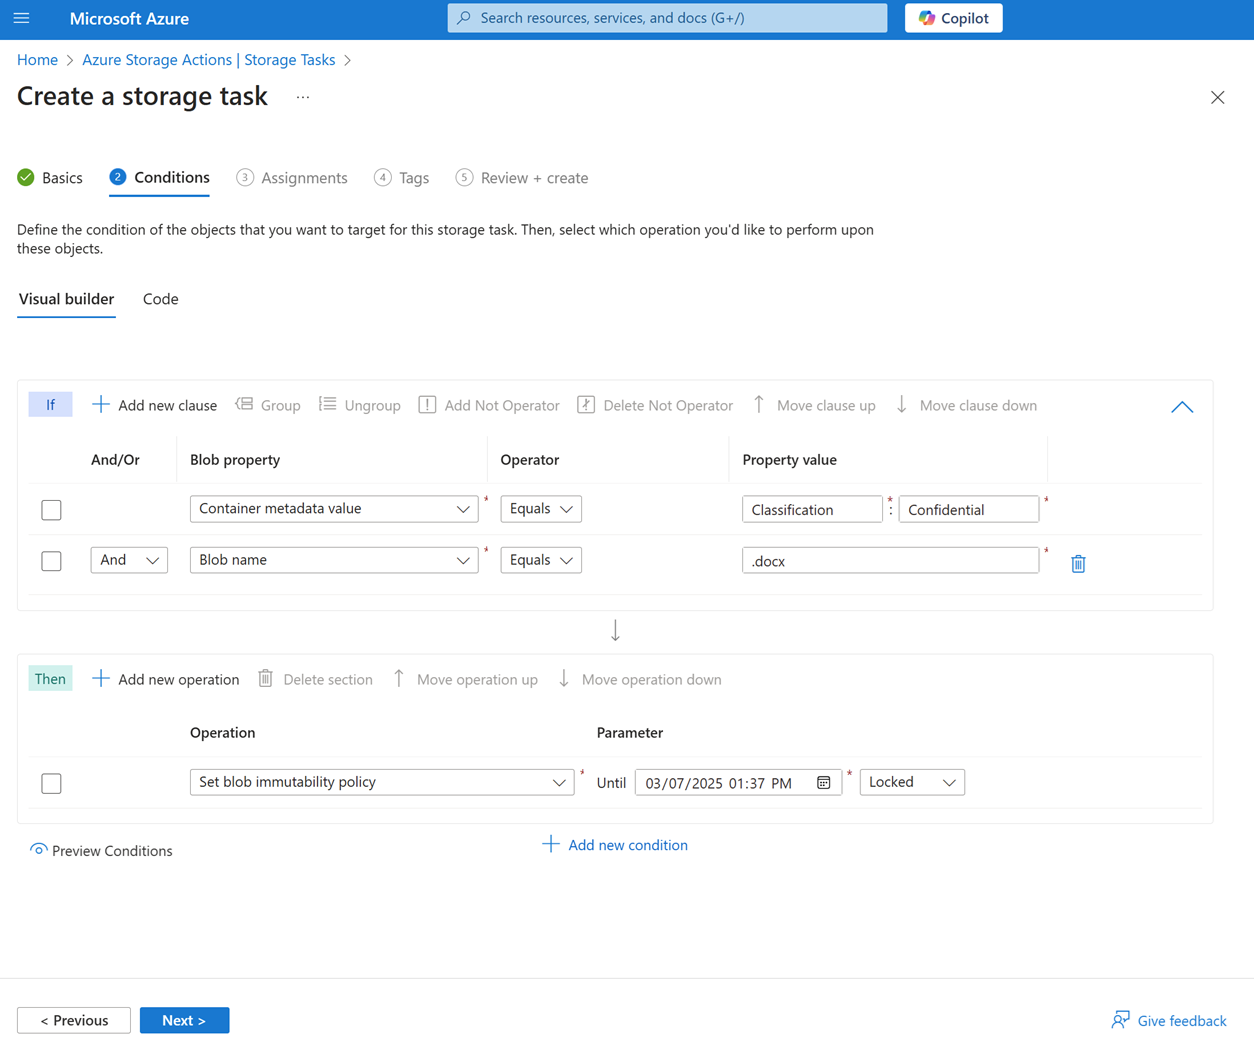 Microsoft Azure
Search resources, services, and docs (G+/)
Copilot
Home > Azure Storage Actions | Storage Tasks >
Create a storage task ...
Basics
2 Conditions
3 Assignments
4 Tags
5 Review + create
Define the condition of the objects that you want to target for this storage task. Then, select which operation you'd like to perform upon
these objects.
Visual builder
Code
If
Add new clause
Group
Ungroup
Add Not Operator
Delete Not Operator
Move clause up
Move clause down
And/Or
Blob property
Operator
Property value
Container metadata value *
Equals
Classification * : Confidential *
And
Blob name *
Equals
.docx *
Then
Add new operation
Delete section
Move operation up
Move operation down
Operation
Parameter
Set blob immutability policy *
Until 03/07/2025 01:37 PM *
Locked
Preview Conditions
Add new condition
< Previous
Next >
Give feedback